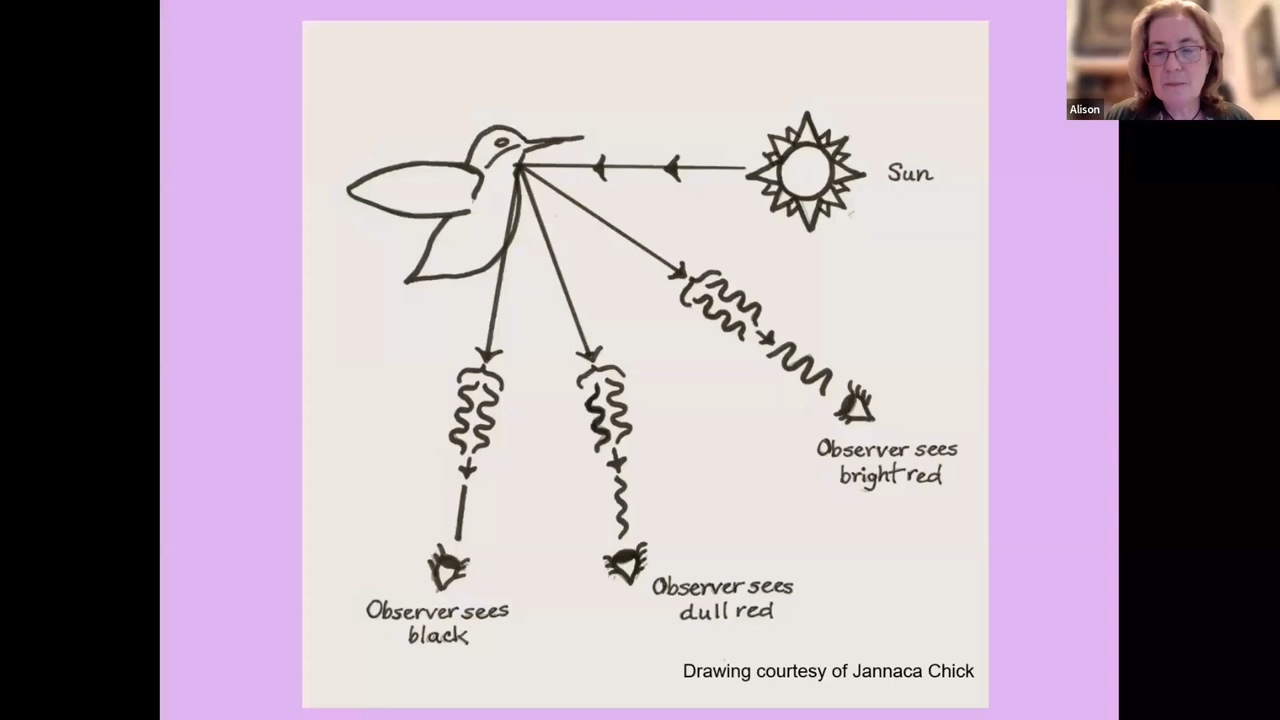 Alison
Sun
Observer sees
bright red
Observer sees
dull red
Observer sees
black
Drawing courtesy of Jannaca Chick